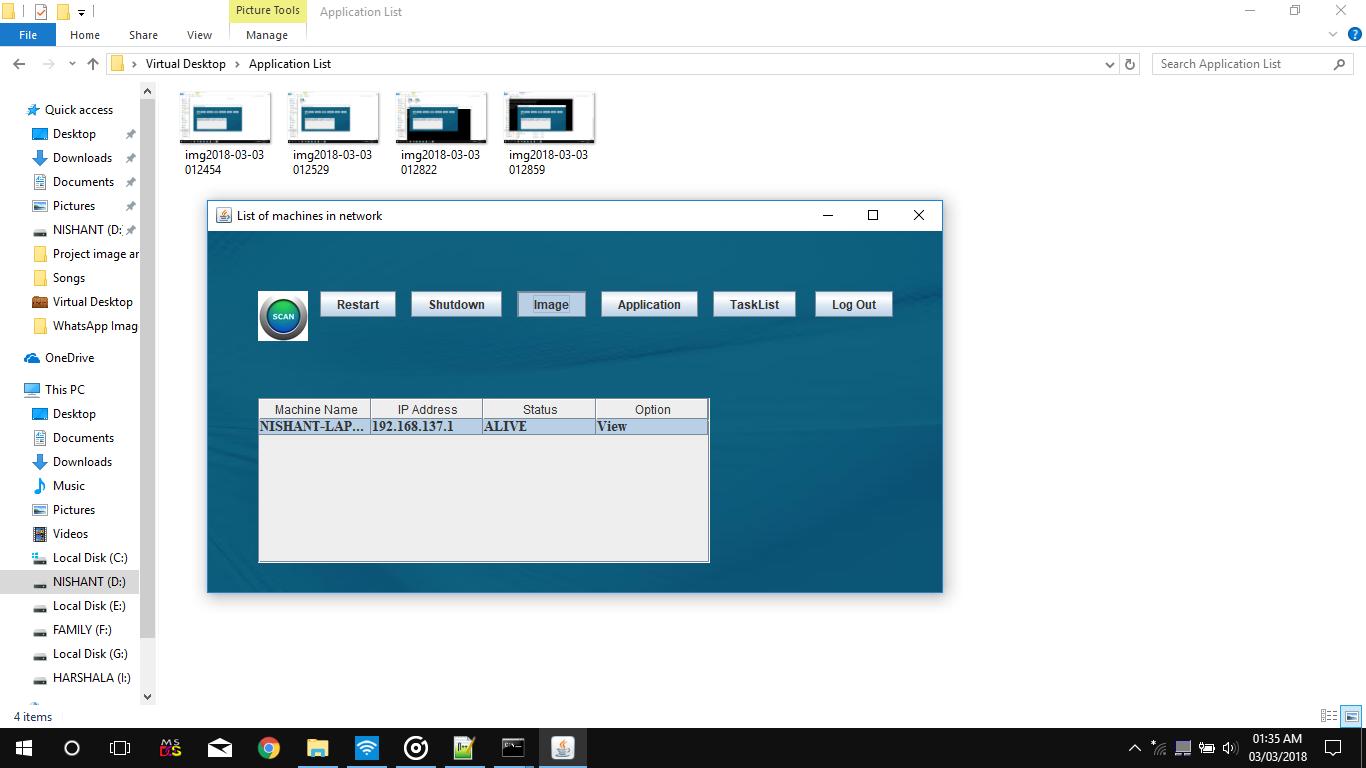 Picture Tools
Application List
File
Home
Share
View
Manage
Virtual Desktop
Application List
Search Application List
Quick access
Desktop
Downloads
Documents
Pictures
NISHANT (D:)
Project image ar
Songs
Virtual Desktop
WhatsApp Imag
OneDrive
This PC
Desktop
Documents
Downloads
Music
Pictures
Videos
Local Disk (C:)
NISHANT (D:)
Local Disk (E:)
FAMILY (F:)
Local Disk (G:)
HARSHALA (I:)
img2018-03-03
012454
img2018-03-03
012529
img2018-03-03
012822
img2018-03-03
012859
List of machines in network
SCAN
Restart
Shutdown
Image
Application
TaskList
Log Out
Machine Name IP Address Status Option
NISHANT-LAP... 192.168.137.1 ALIVE View
4 items
01:35 AM
03/03/2018